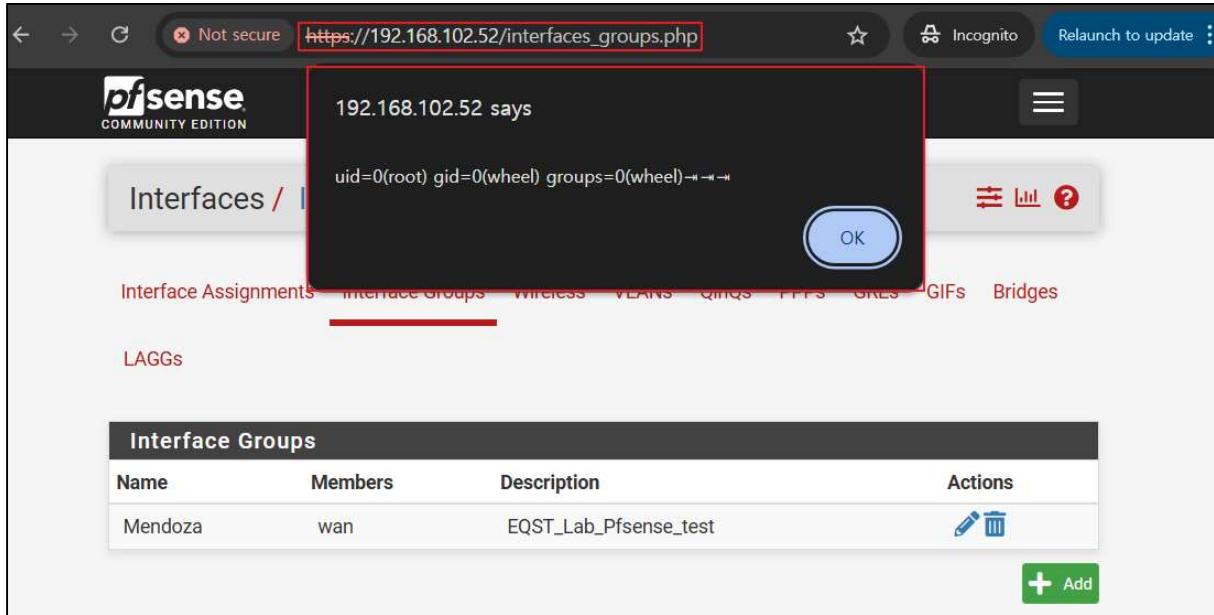 Not secure https://192.168.102.52/interfaces_groups.php Incognito Relaunch to update
pfsense
COMMUNITY EDITION
192.168.102.52 says
uid=0(root) gid=0(wheel) groups=0(wheel)⇥⇥⇥
OK
Interfaces /
Interface Assignments Interface Groups Wireless VLANs QinQs PPPs GREs GIFs Bridges
LAGGs
Interface Groups
Name Members Description Actions
Mendoza wan EQST_Lab_Pfsense_test
Add